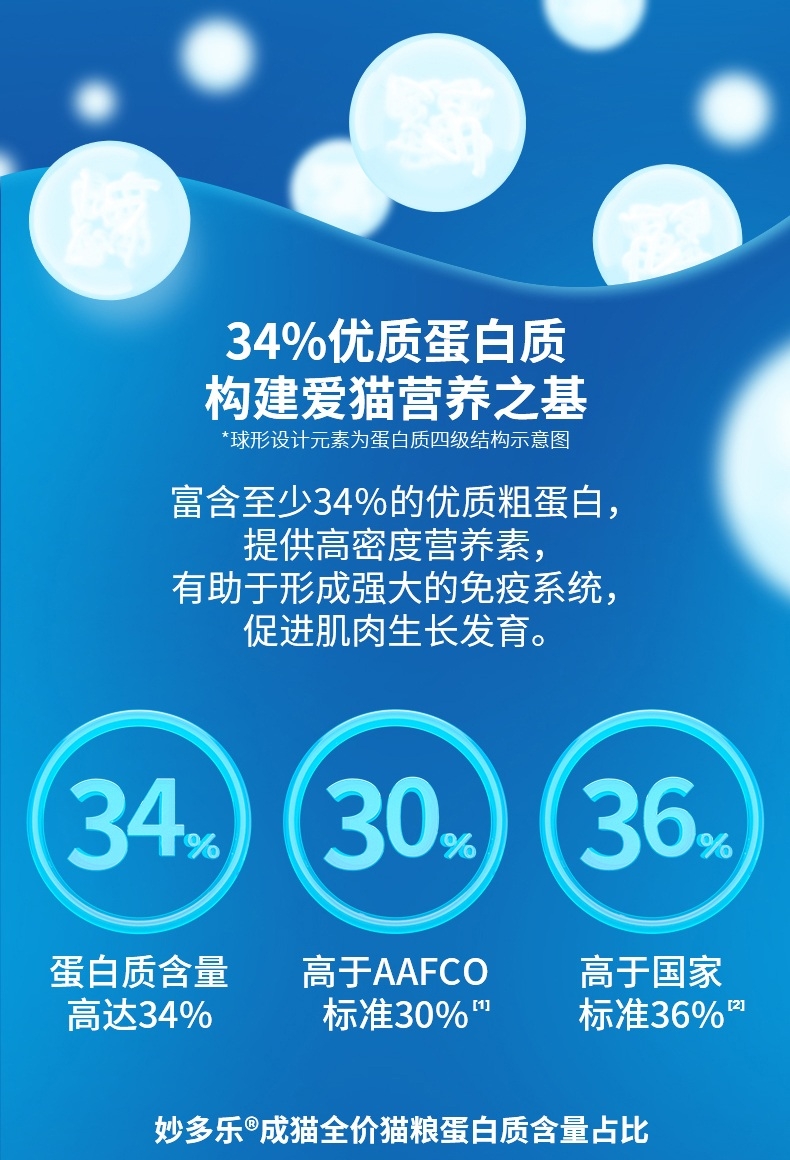 34%优质蛋白质
构建爱猫营养之基
*球形设计元素为蛋白质四级结构示意图
富含至少34%的优质粗蛋白，
提供高密度营养素，
有助于形成强大的免疫系统，
促进肌肉生长发育。
34%
30%
36%
蛋白质含量
高达34%
高于AAFCO
标准30%[1]
高于国家
标准36%[2]
妙多乐®成猫全价猫粮蛋白质含量占比